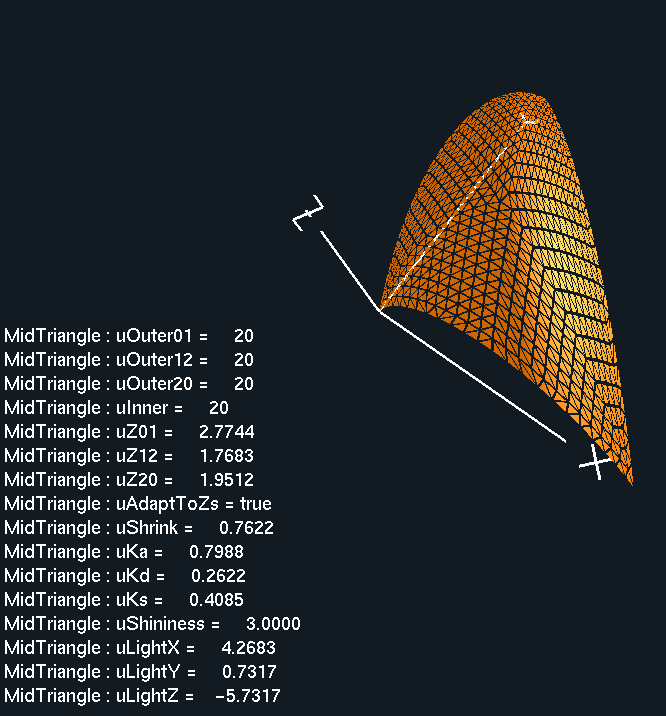 Y
Z
X
MidTriangle : uOuter01 = 20
MidTriangle : uOuter12 = 20
MidTriangle : uOuter20 = 20
MidTriangle : uInner = 20
MidTriangle : uZ01 = 2.7744
MidTriangle : uZ12 = 1.7683
MidTriangle : uZ20 = 1.9512
MidTriangle : uAdaptToZs = true
MidTriangle : uShrink = 0.7622
MidTriangle : uKa = 0.7988
MidTriangle : uKd = 0.2622
MidTriangle : uKs = 0.4085
MidTriangle : uShininess = 3.0000
MidTriangle : uLightX = 4.2683
MidTriangle : uLightY = 0.7317
MidTriangle : uLightZ = −5.7317